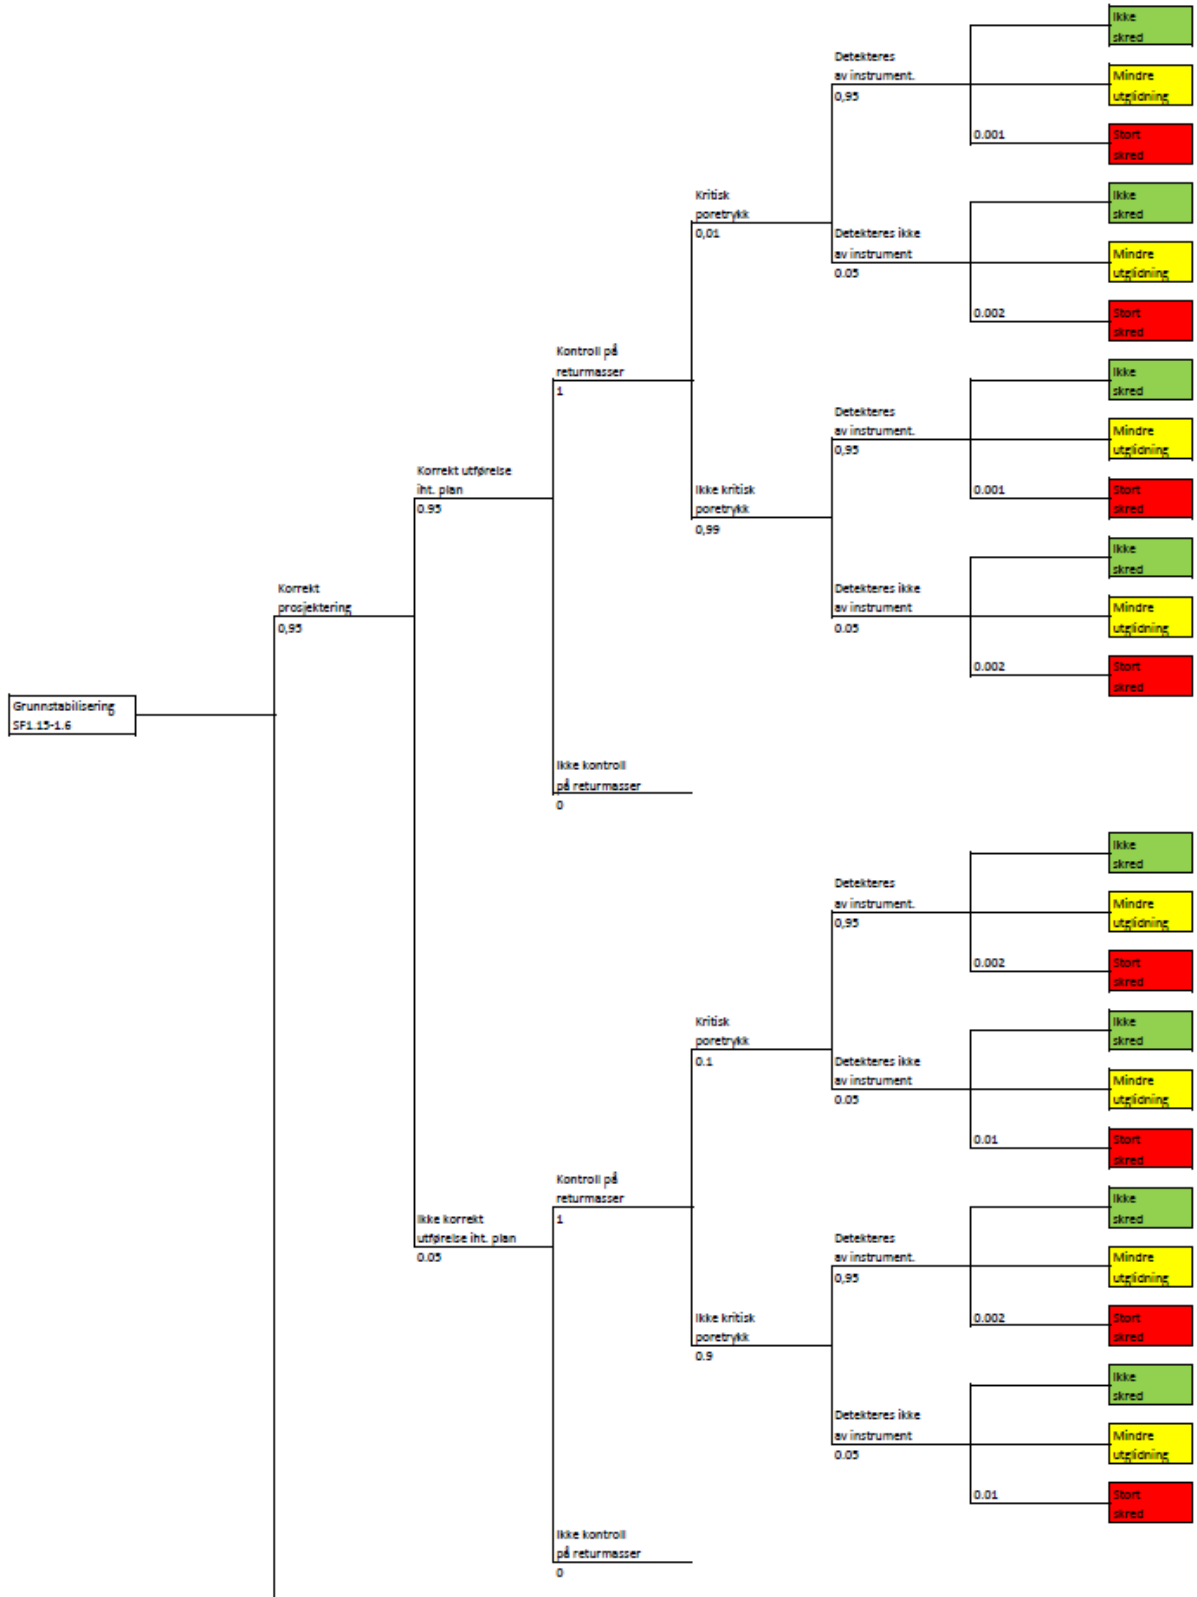 Ikke
skred
Detekteres
av instrument.
0,95
Mindre
utglidning
0.001
Stort
skred
Kritisk
poretrykk
0,01
Ikke
skred
Detekteres ikke
av instrument
0.05
Mindre
utglidning
0.002
Stort
skred
Kontroll på
returmasser
1
Ikke
skred
Detekteres
av instrument.
0,95
Mindre
utglidning
Korrekt utførelse
iht. plan
0.95
Ikke kritisk
poretrykk
0,99
0.001
Stort
skred
Ikke
skred
Korrekt
prosjektering
0,95
Detekteres ikke
av instrument
0.05
Mindre
utglidning
0.002
Stort
skred
Grunnstabilisering
SF1.15-1.6
Ikke kontroll
på returmasser
0
Ikke
skred
Detekteres
av instrument.
0,95
Mindre
utglidning
0.002
Stort
skred
Kritisk
poretrykk
0.1
Ikke
skred
Detekteres ikke
av instrument
0.05
Mindre
utglidning
0.01
Stort
skred
Kontroll på
returmasser
1
Ikke
skred
Ikke korrekt
utførelse iht. plan
0.05
Detekteres
av instrument.
0,95
Mindre
utglidning
Ikke kritisk
poretrykk
0.9
0.002
Stort
skred
Ikke
skred
Detekteres ikke
av instrument
0.05
Mindre
utglidning
0.01
Stort
skred
Ikke kontroll
på returmasser
0